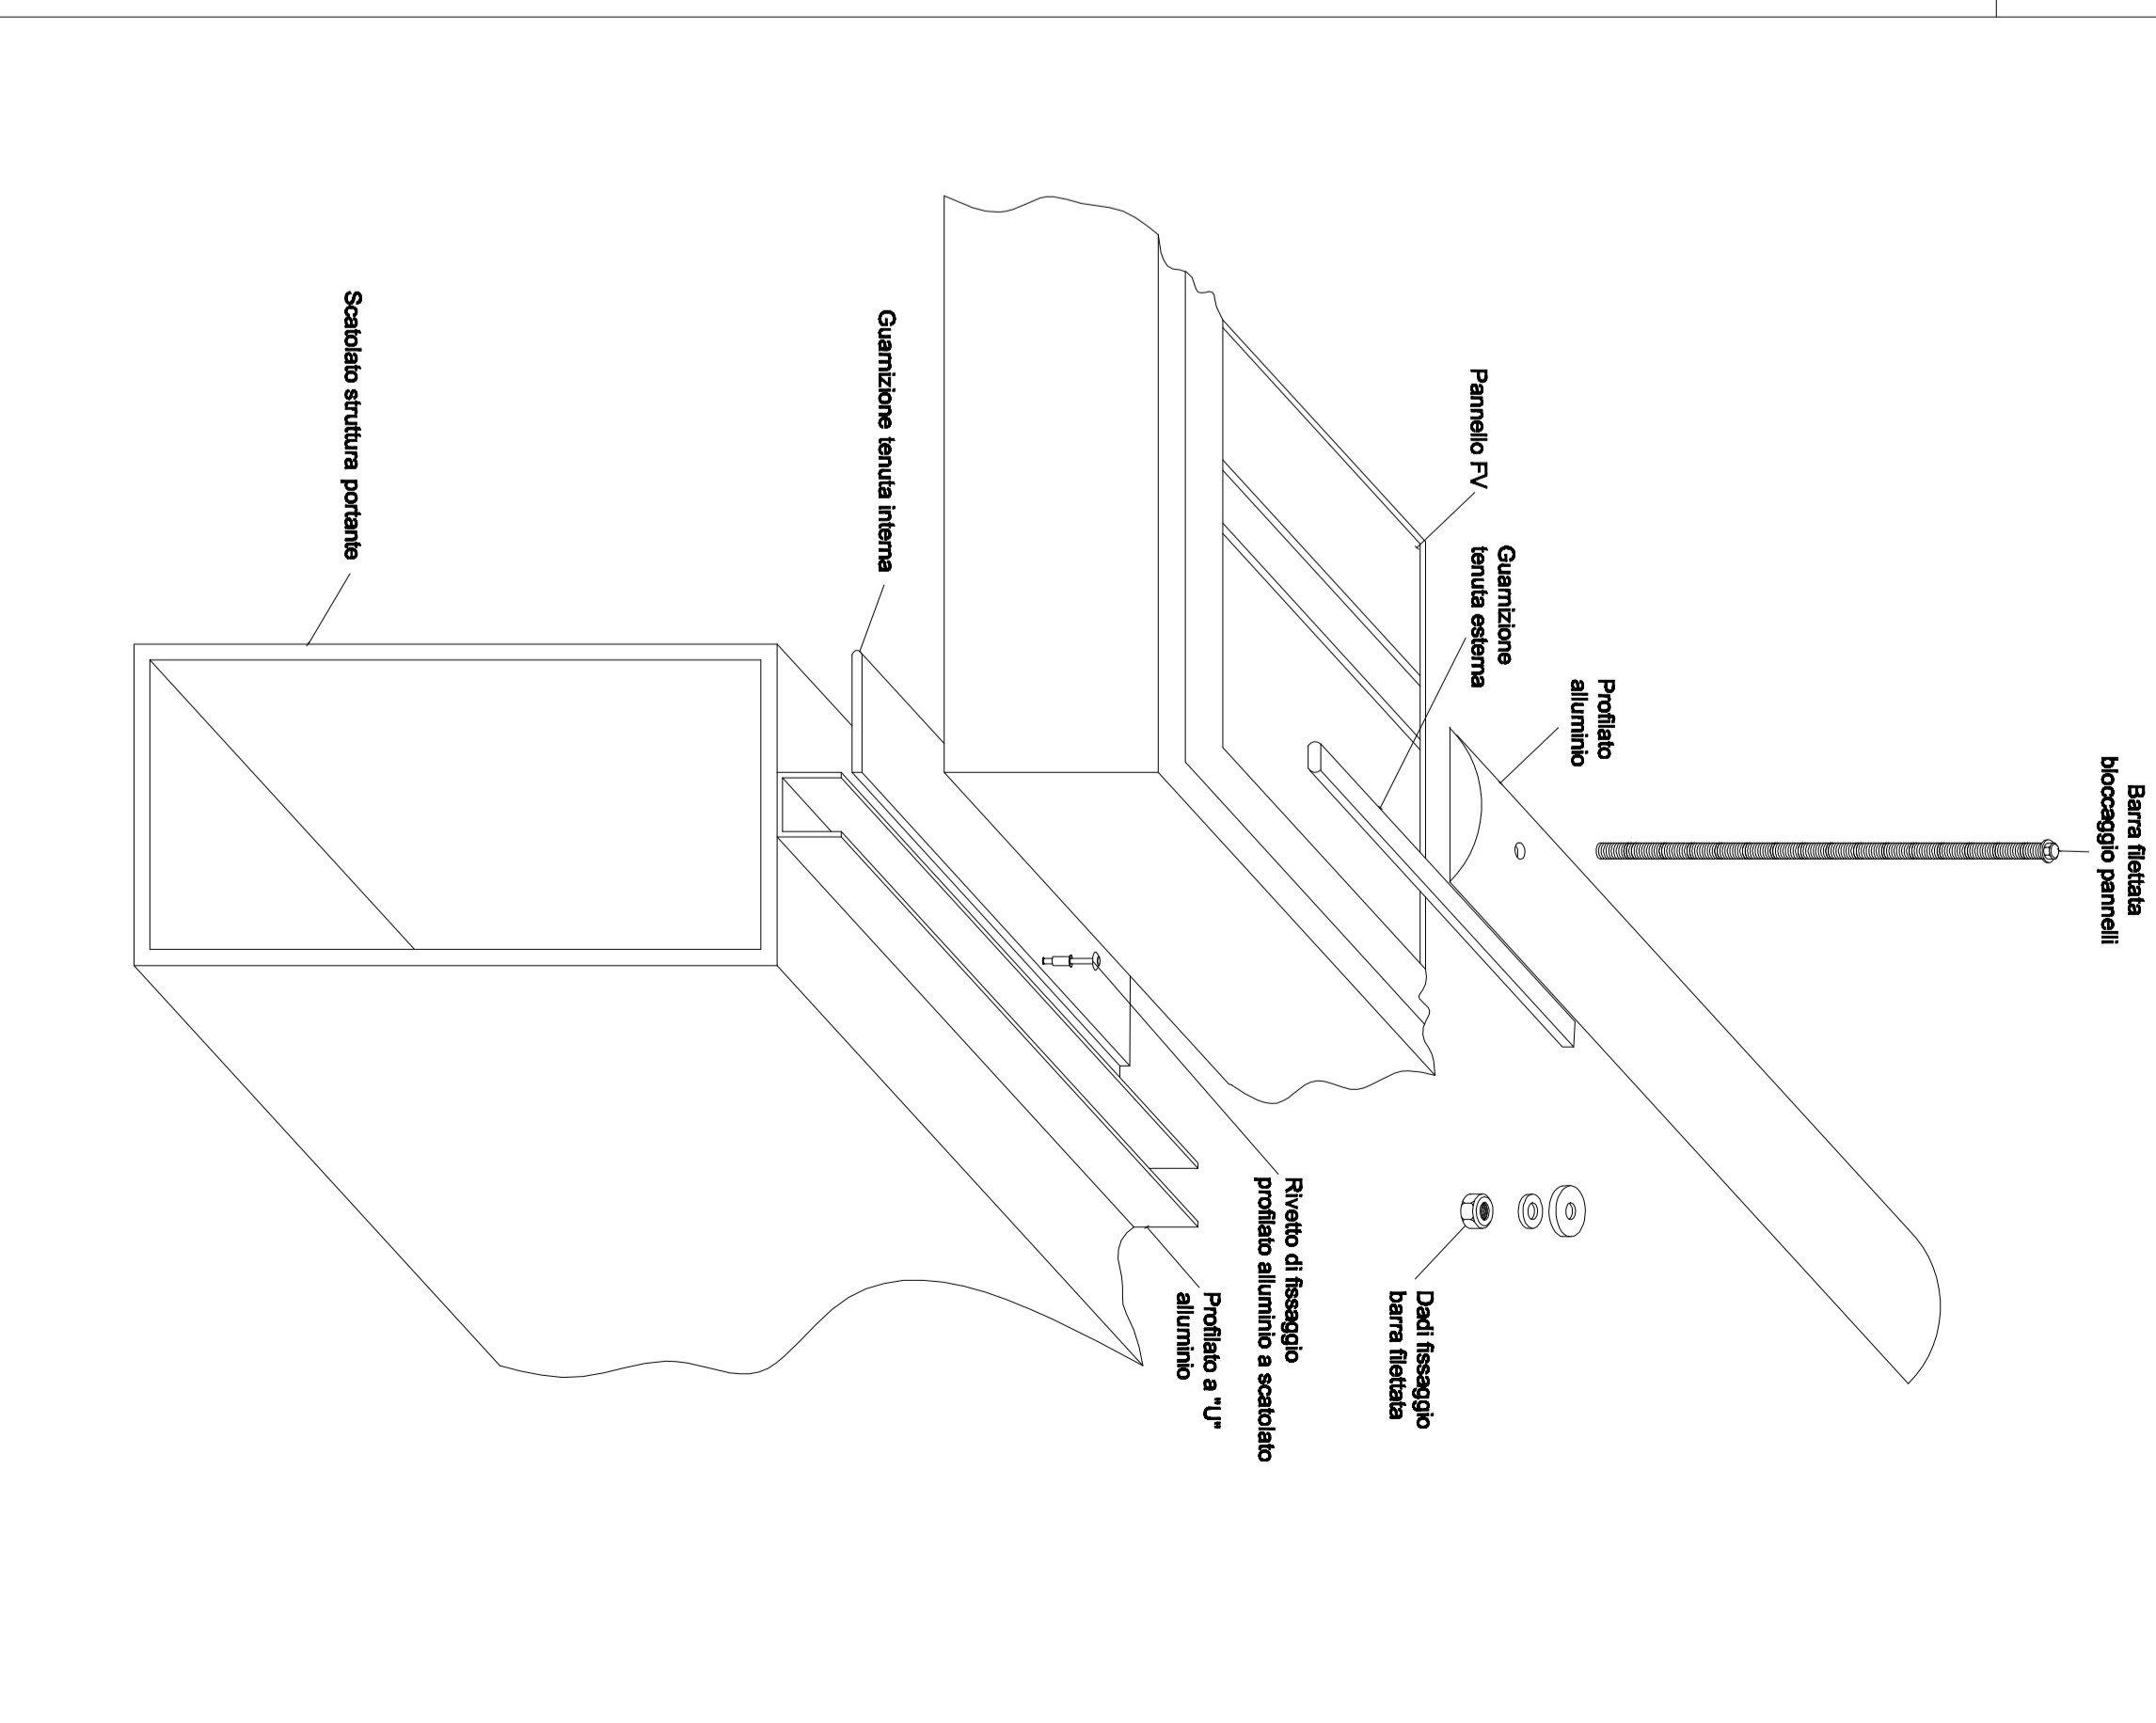 Barra filettata
bloccaggio pannelli
Profilato
alluminio
Guarnizione
tenuta esterna
Pannello FV
Dadi fissaggio
barra filettata
Rivetto di fissaggio
profilato alluminio a scatolato
Profilato a "U"
alluminio
Guarnizione tenuta interna
Scatolato struttura portante